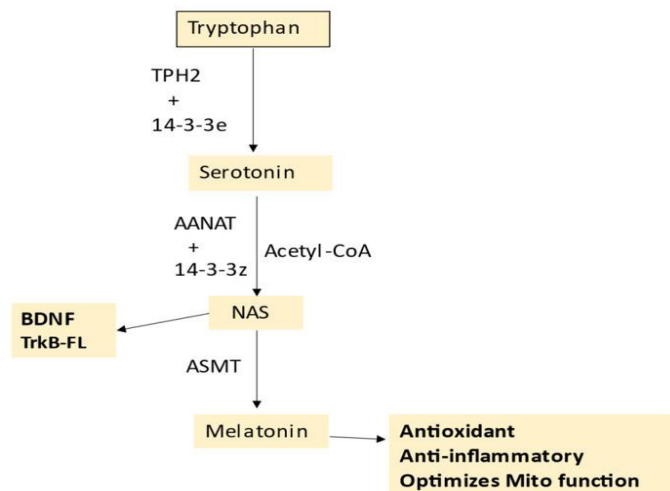 Tryptophan
TPH2
+
14-3-3e
Serotonin
AANAT
+
14-3-3z
Acetyl-CoA
NAS
BDNF
TrkB-FL
ASMT
Melatonin
Antioxidant
Anti-inflammatory
Optimizes Mito function